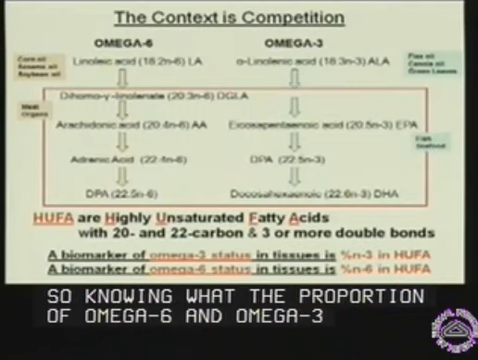 The Context is Competition
OMEGA-6 OMEGA-3
Corn oil
Sesame oil
Soybean oil
Linoleic acid (18:2n-6) LA
α-Linolenic acid (18:3n-3) ALA
Flax oil
Canola oil
Green Leaves
Dihomo-γ-linolenate (20:3n-6) DGLA
Meat
Organs
Arachidonic acid (20:4n-6) AA
Eicosapentaenoic acid (20:5n-3) EPA
Fish
Seafood
Adrenic Acid (22:4n-6)
DPA (22:5n-3)
DPA (22:5n-6)
Docosahexaenoic (22:6n-3) DHA
HUFA are Highly Unsaturated Fatty Acids
with 20- and 22-carbon & 3 or more double bonds
A biomarker of omega-3 status in tissues is %n-3 in HUFA
A biomarker of omega-6 status in tissues is %n-6 in HUFA
SO KNOWING WHAT THE PROPORTION
OF OMEGA-6 AND OMEGA-3